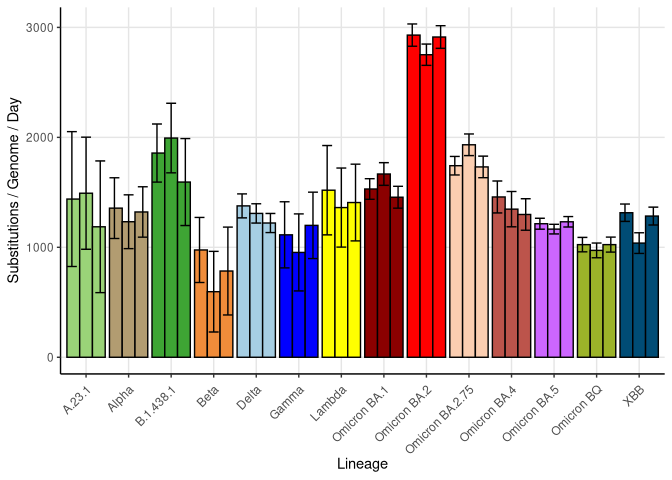 Substitutions / Genome / Day
3000
2000
1000
0
A.23.1
Alpha
B.1.438.1
Beta
Delta
Gamma
Lambda
Omicron BA.1
Omicron BA.2
Omicron BA.2.75
Omicron BA.4
Omicron BA.5
Omicron BQ
XBB
Lineage